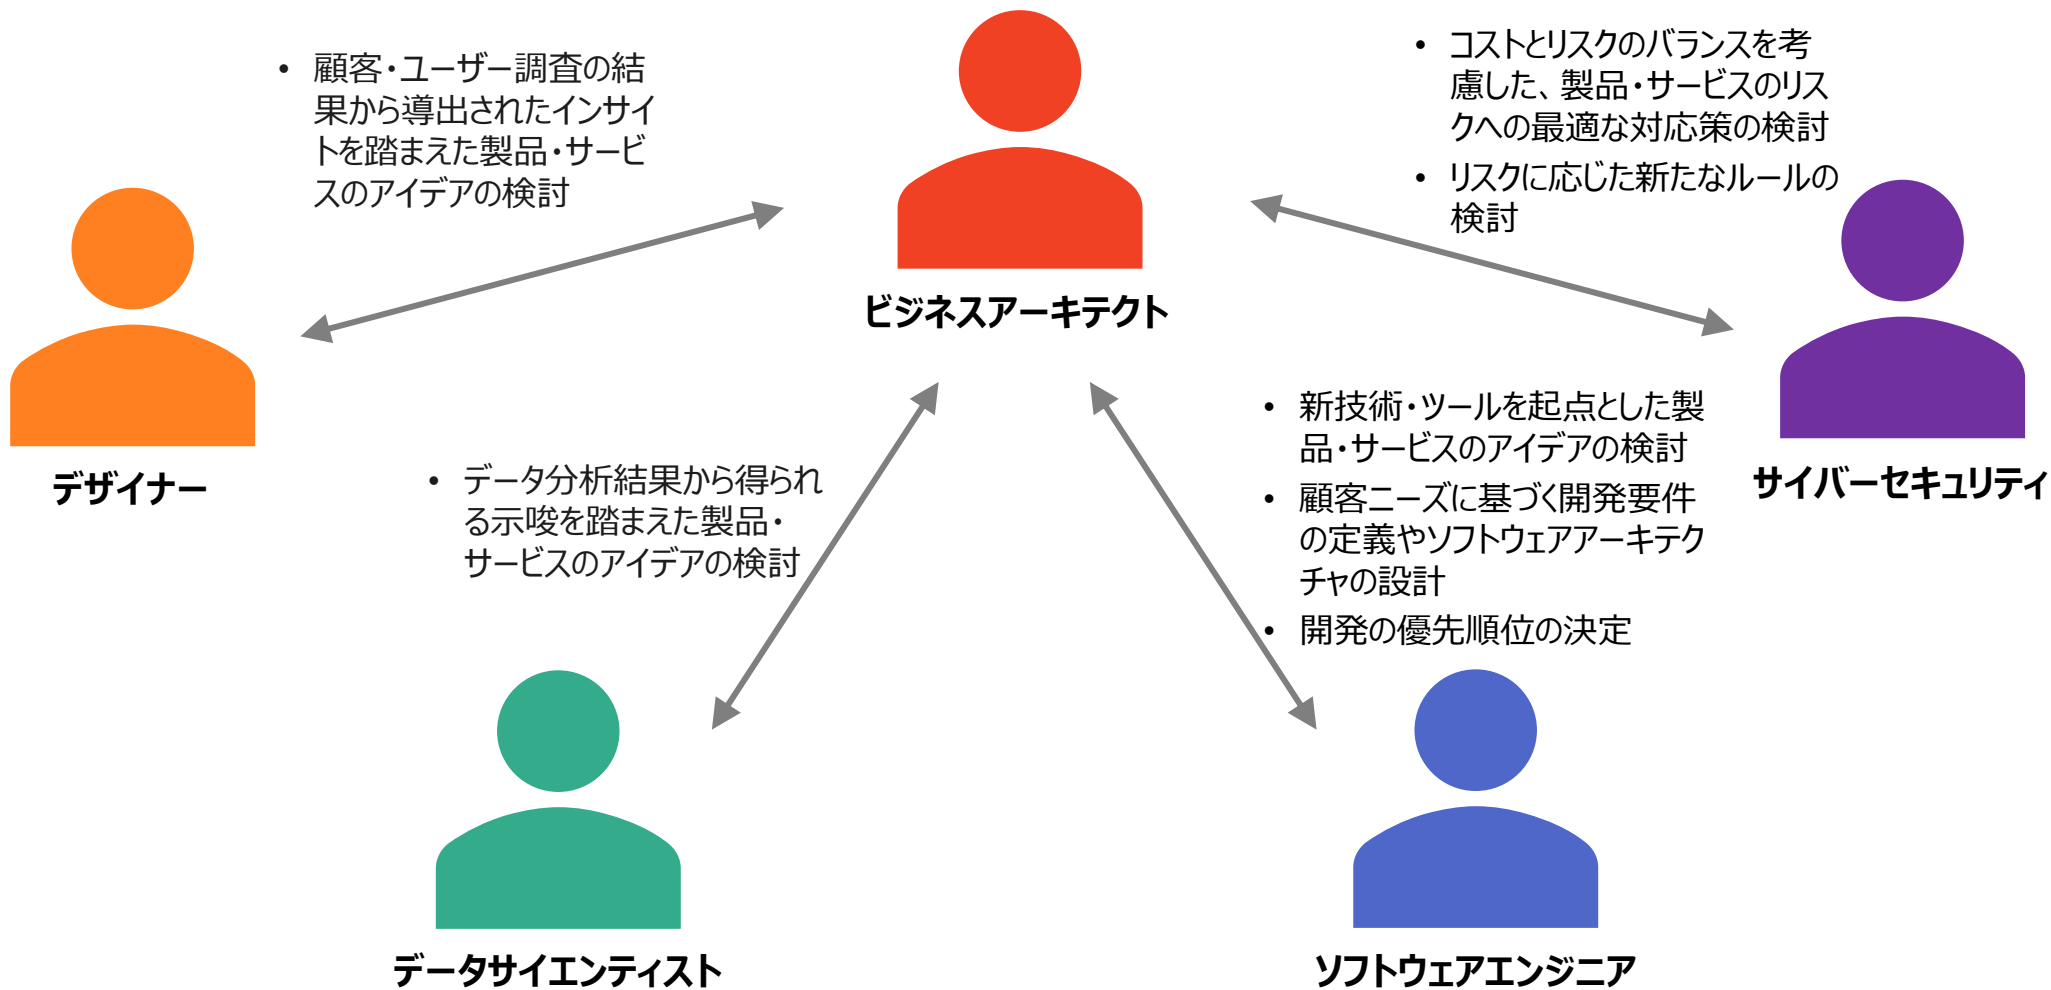 • 顧客・ユーザー調査の結
果から導出されたインサイ
トを踏まえた製品・サービ
スのアイデアの検討
• コストとリスクのバランスを考
慮した、製品・サービスのリス
クへの最適な対応策の検討
• リスクに応じた新たなルールの
検討
ビジネスアーキテクト
デザイナー
サイバーセキュリティ
• データ分析結果から得られ
る示唆を踏まえた製品・
サービスのアイデアの検討
• 新技術・ツールを起点とした製
品・サービスのアイデアの検討
• 顧客ニーズに基づく開発要件
の定義やソフトウェアアーキテク
チャの設計
• 開発の優先順位の決定
データサイエンティスト
ソフトウェアエンジニア